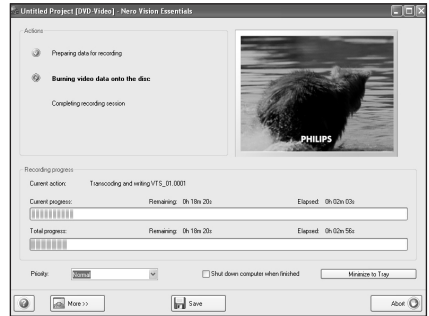 Untitled Project [DVD-Video] - Nero Vision Essentials
Actions
Preparing data for recording
Burning video data onto the disc
Completing recording session
PHILIPS
Recording progress
Current action: Transcoding and writing VTS_01.0001
Current progress: Remaining: 0h 18m 20s Elapsed: 0h 02m 03s
Total progress: Remaining: 0h 18m 20s Elapsed: 0h 02m 56s
Priority: Normal Shut down computer when finished Minimize to Tray
More >> Save Abort